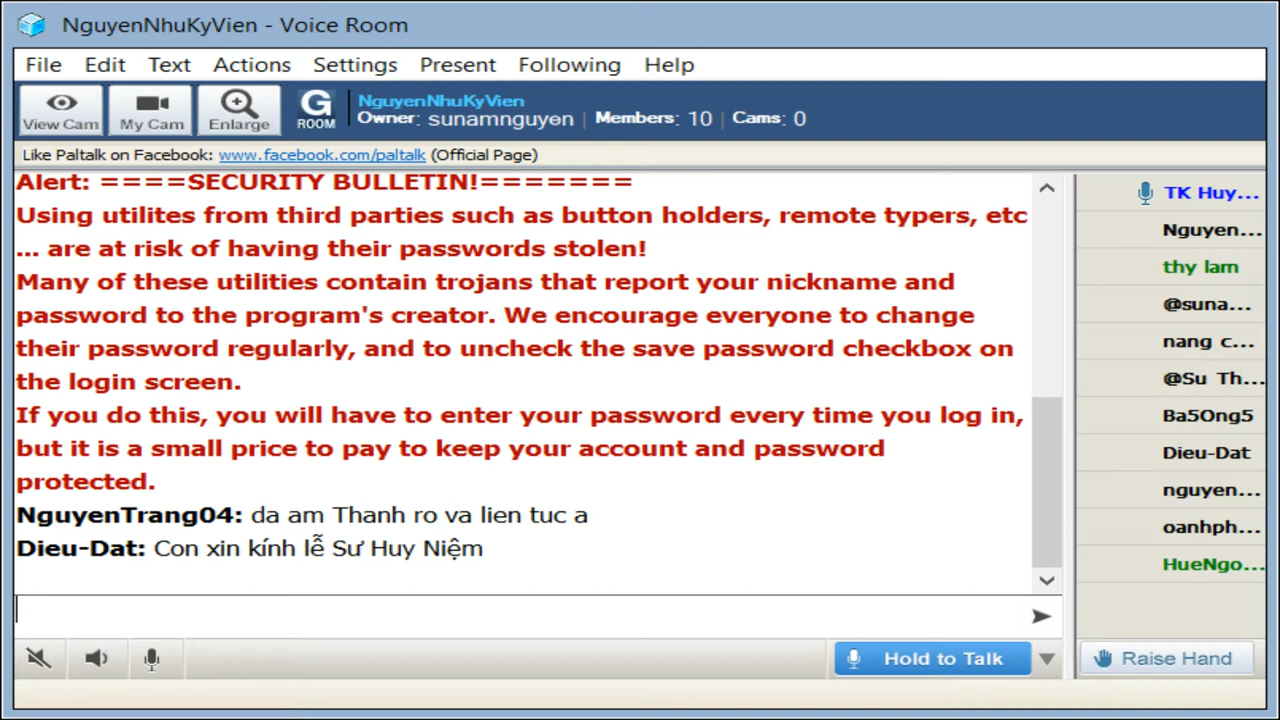 NguyenNhuKyVien - Voice Room
File Edit Text Actions Settings Present Following Help
View Cam My Cam Enlarge G ROOM
NguyenNhuKyVien
Owner: sunamnguyen | Members: 10 | Cams: 0
Like Paltalk on Facebook: www.facebook.com/paltalk (Official Page)
Alert: ====SECURITY BULLETIN!=======
Using utilites from third parties such as button holders, remote typers, etc
... are at risk of having their passwords stolen!
Many of these utilities contain trojans that report your nickname and
password to the program's creator. We encourage everyone to change
their password regularly, and to uncheck the save password checkbox on
the login screen.
If you do this, you will have to enter your password every time you log in,
but it is a small price to pay to keep your account and password
protected.
NguyenTrang04: da am Thanh ro va lien tuc a
Dieu-Dat: Con xin kính lễ Sư Huy Niệm
TK Huy...
Nguyen...
thy lam
@suna...
nang c...
@Su Th...
Ba5Ong5
Dieu-Dat
nguyen...
oanhph...
HueNgo...
Hold to Talk
Raise Hand